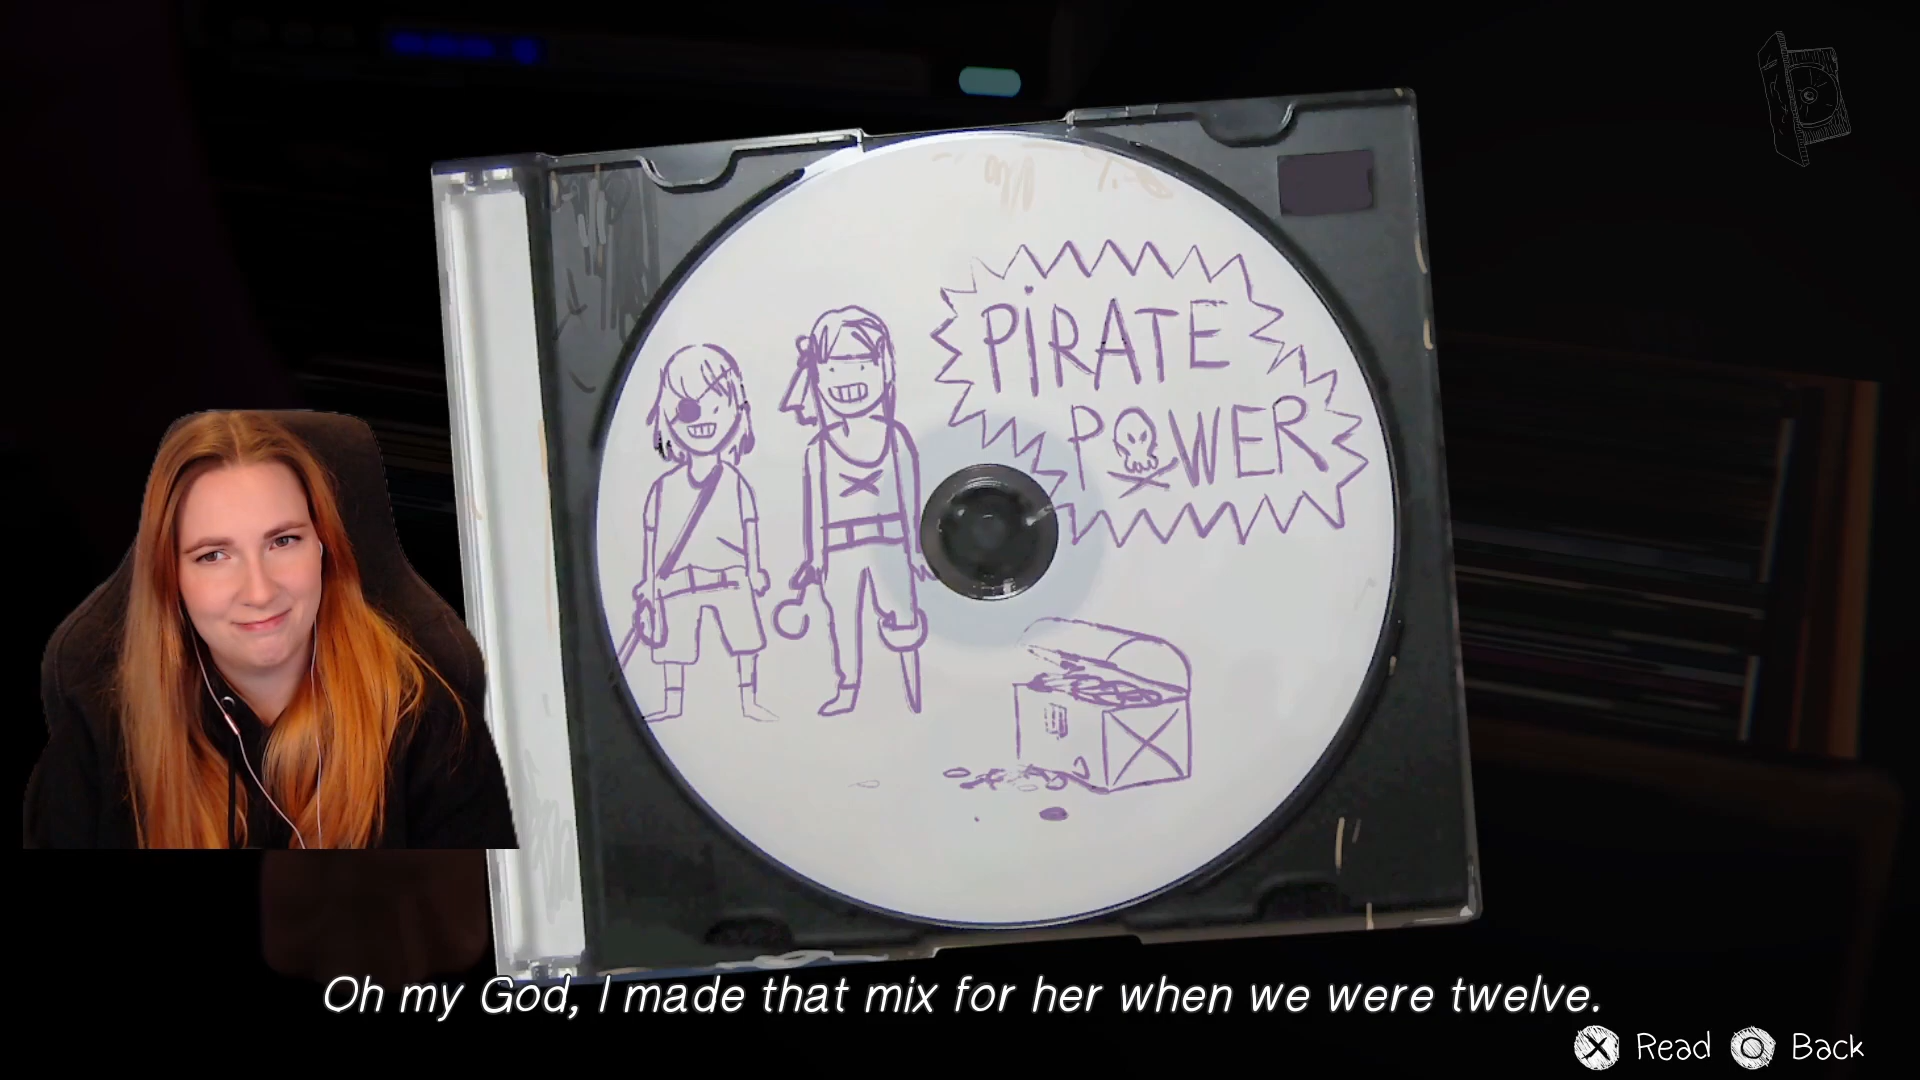 PiRATE
POWER
Oh my God, I made that mix for her when we were twelve.
X Read O Back